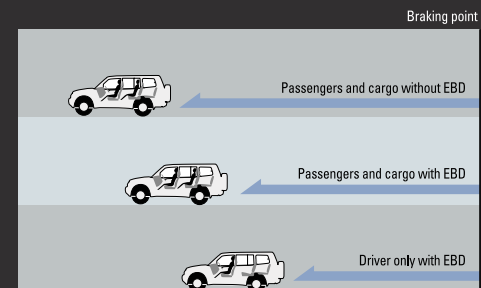 Braking point
Passengers and cargo without EBD
Passengers and cargo with EBD
Driver only with EBD